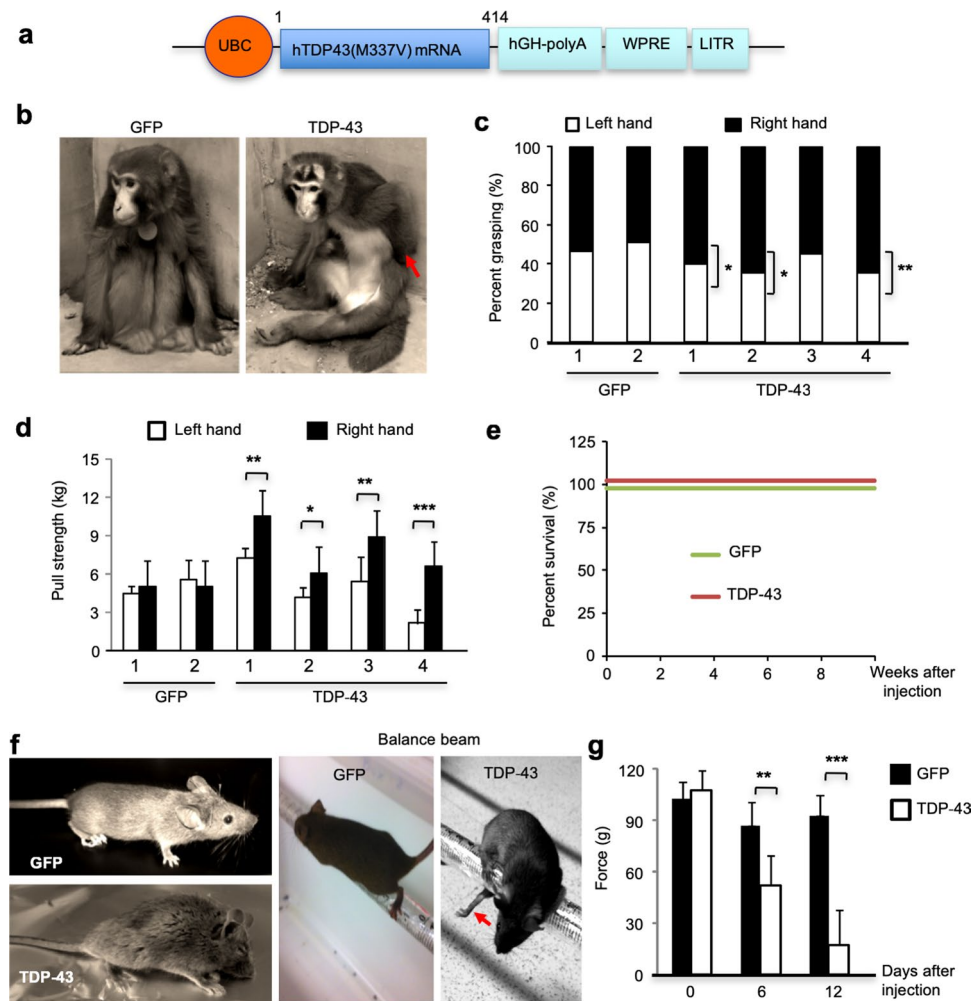 a
1
414
UBC
hTDP43(M337V) mRNA
hGH-polyA
WPRE
LITR
b
GFP
TDP-43
c
Left hand
Right hand
Percent grasping (%)
100
80
60
40
20
0
*
*
**
1
2
1
2
3
4
GFP
TDP-43
d
Left hand
Right hand
Pull strength (kg)
15
12
9
6
3
0
**
*
**
***
1
2
1
2
3
4
GFP
TDP-43
e
Percent survival (%)
125
100
75
50
25
0
GFP
TDP-43
0
2
4
6
8
Weeks after
injection
f
Balance beam
GFP
TDP-43
GFP
TDP-43
g
GFP
TDP-43
Force (g)
120
90
60
30
0
**
***
0
6
12
Days after
injection